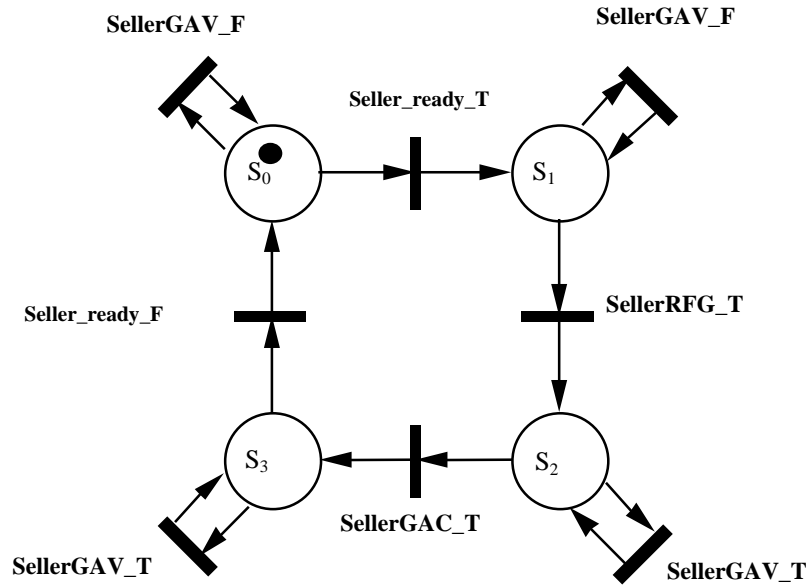 SellerGAV_F
SellerGAV_F
Seller_ready_T
S₀
S₁
Seller_ready_F
SellerRFG_T
S₃
S₂
SellerGAC_T
SellerGAV_T
SellerGAV_T